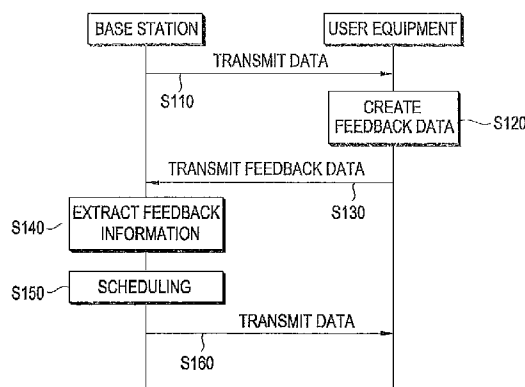 BASE STATION
USER EQUIPMENT
TRANSMIT DATA
S110
CREATE
FEEDBACK DATA
S120
TRANSMIT FEEDBACK DATA
S130
EXTRACT FEEDBACK
INFORMATION
S140
SCHEDULING
S150
TRANSMIT DATA
S160